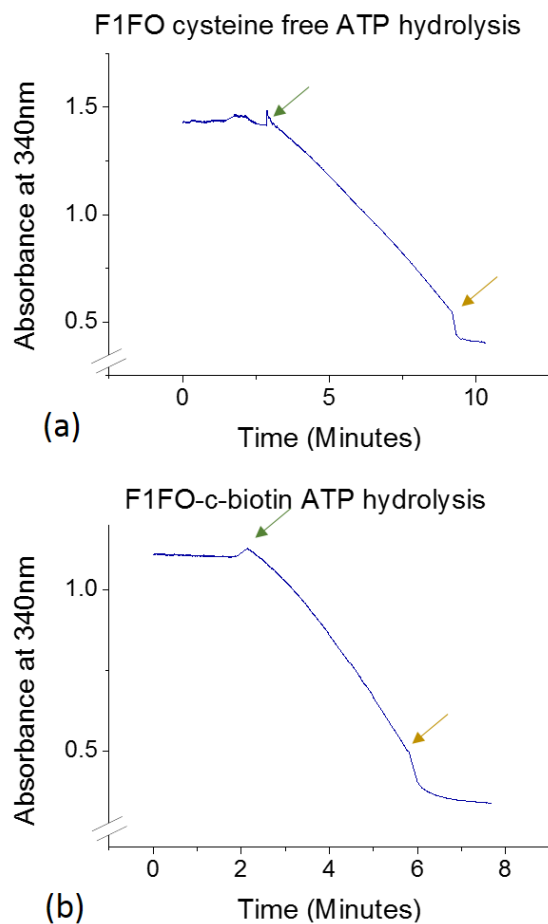 F1FO cysteine free ATP hydrolysis
Absorbance at 340nm
1.5
1.0
0.5
0 5 10
Time (Minutes)
(a)
F1FO-c-biotin ATP hydrolysis
Absorbance at 340nm
1.0
0.5
0 2 4 6 8
Time (Minutes)
(b)